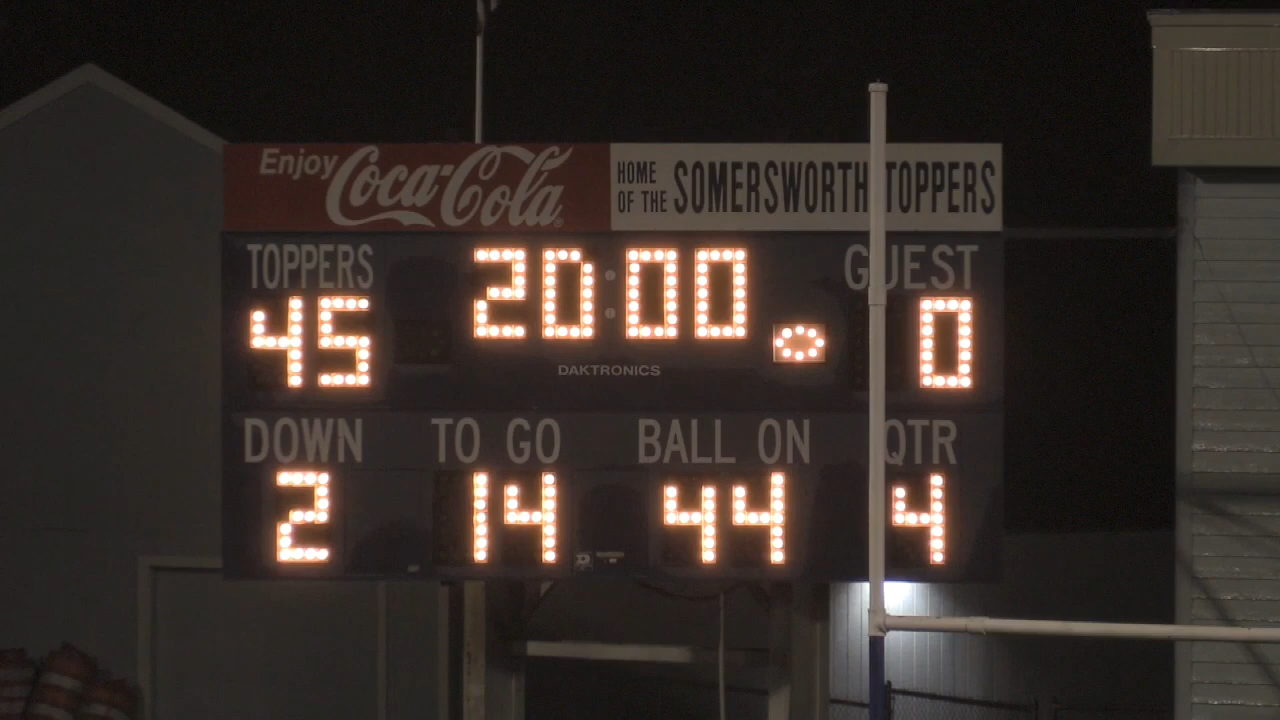 Enjoy Coca-Cola
HOME OF THE SOMERSWORTH TOPPERS
TOPPERS 20:00 GUEST
45 0
DAKTRONICS
DOWN TO GO BALL ON QTR
2 14 44 4